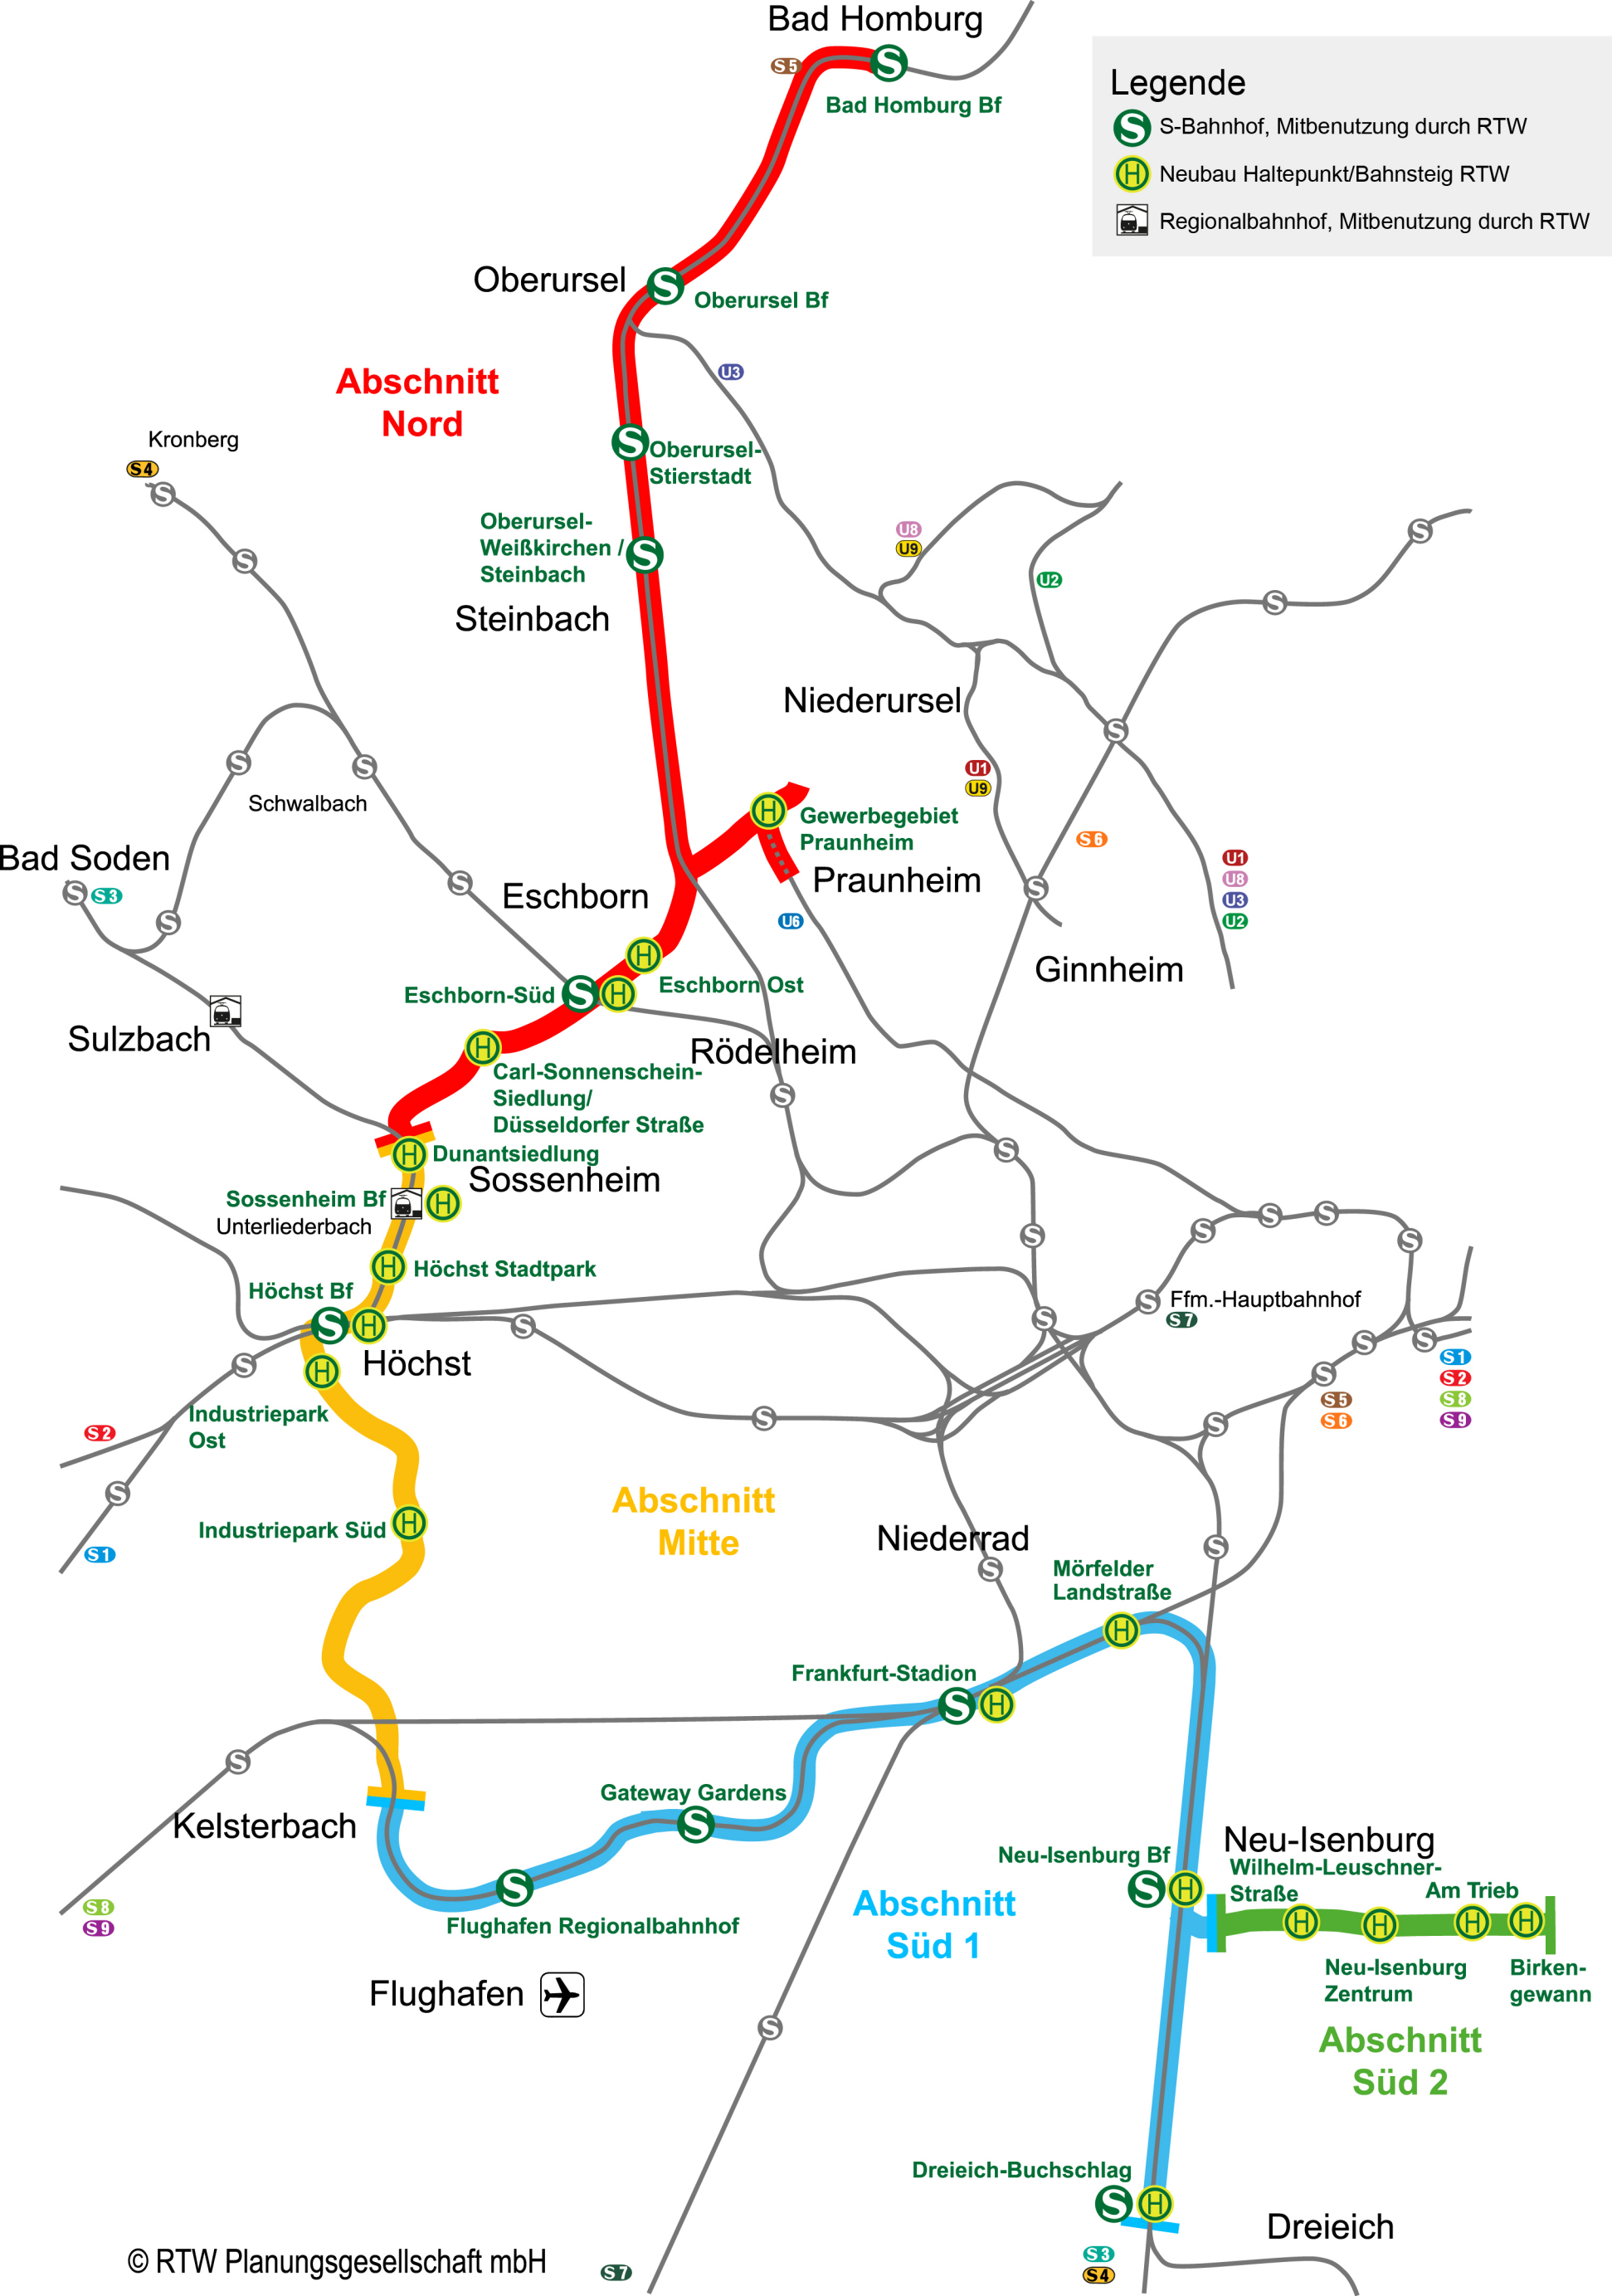 Bad Homburg
S5
Bad Homburg Bf
Legende
S
S-Bahnhof, Mitbenutzung durch RTW
H
Neubau Haltepunkt/Bahnsteig RTW
Regionalbahnhof, Mitbenutzung durch RTW
Oberursel
Oberursel Bf
U3
Abschnitt
Nord
Kronberg
S4
Oberursel-
Stierstadt
Oberursel-
Weißkirchen /
Steinbach
U8
U9
U2
Steinbach
Niederursel
U1
U9
Schwalbach
Gewerbegebiet
Praunheim
S6
Bad Soden
S3
Praunheim
Eschborn
U6
U1
U8
U3
U2
Ginnheim
Eschborn-Süd
Eschborn Ost
Sulzbach
Rödelheim
Carl-Sonnenschein-
Siedlung/
Düsseldorfer Straße
Dunantsiedlung
Sossenheim
Sossenheim Bf
Unterliederbach
Höchst Stadtpark
Höchst Bf
Ffm.-Hauptbahnhof
S7
Höchst
S1
S2
S8
S9
S5
S6
Industriepark
Ost
S2
Abschnitt
Mitte
Industriepark Süd
S1
Niederrad
Mörfelder
Landstraße
Frankfurt-Stadion
Gateway Gardens
Kelsterbach
Neu-Isenburg
Neu-Isenburg Bf
Wilhelm-Leuschner-
Straße
Am Trieb
S8
S9
Flughafen Regionalbahnhof
Abschnitt
Süd 1
Flughafen
Neu-Isenburg
Zentrum
Birken-
gewann
Abschnitt
Süd 2
Dreieich-Buchschlag
Dreieich
S3
S4
© RTW Planungsgesellschaft mbH
S7